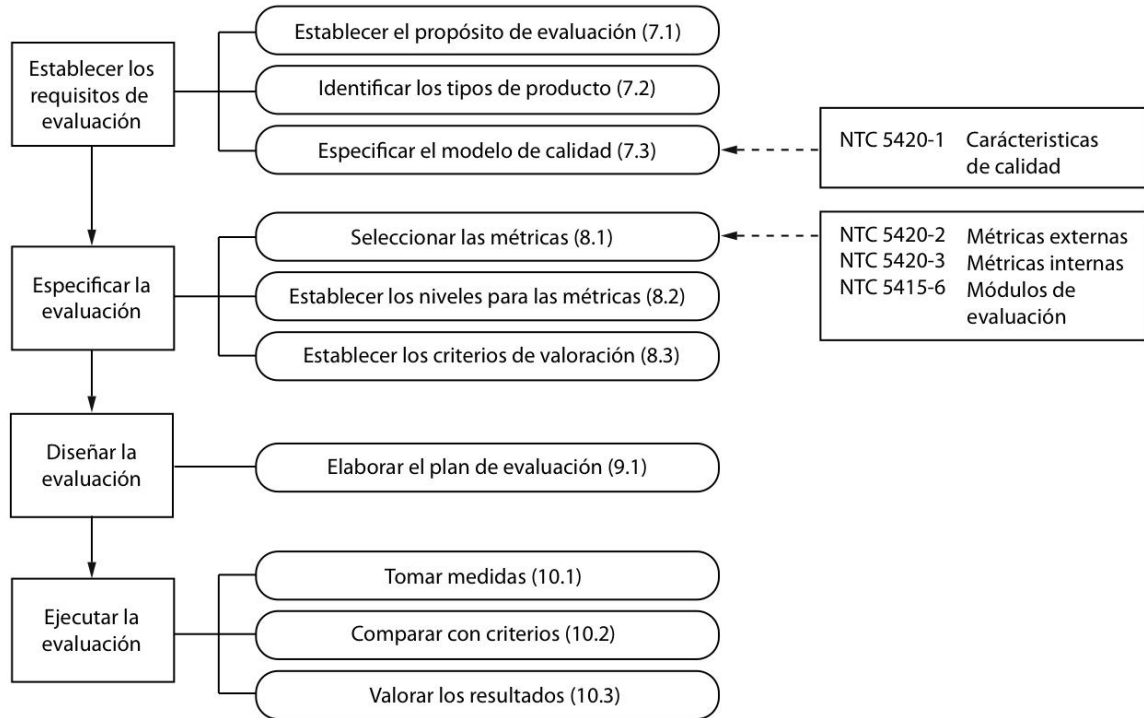 Establecer los
requisitos de
evaluación
Establecer el propósito de evaluación (7.1)
Identificar los tipos de producto (7.2)
Especificar el modelo de calidad (7.3)
NTC 5420-1 Carácteristicas
de calidad
Especificar la
evaluación
Seleccionar las métricas (8.1)
Establecer los niveles para las métricas (8.2)
Establecer los criterios de valoración (8.3)
NTC 5420-2 Métricas externas
NTC 5420-3 Métricas internas
NTC 5415-6 Módulos de
evaluación
Diseñar la
evaluación
Elaborar el plan de evaluación (9.1)
Ejecutar la
evaluación
Tomar medidas (10.1)
Comparar con criterios (10.2)
Valorar los resultados (10.3)